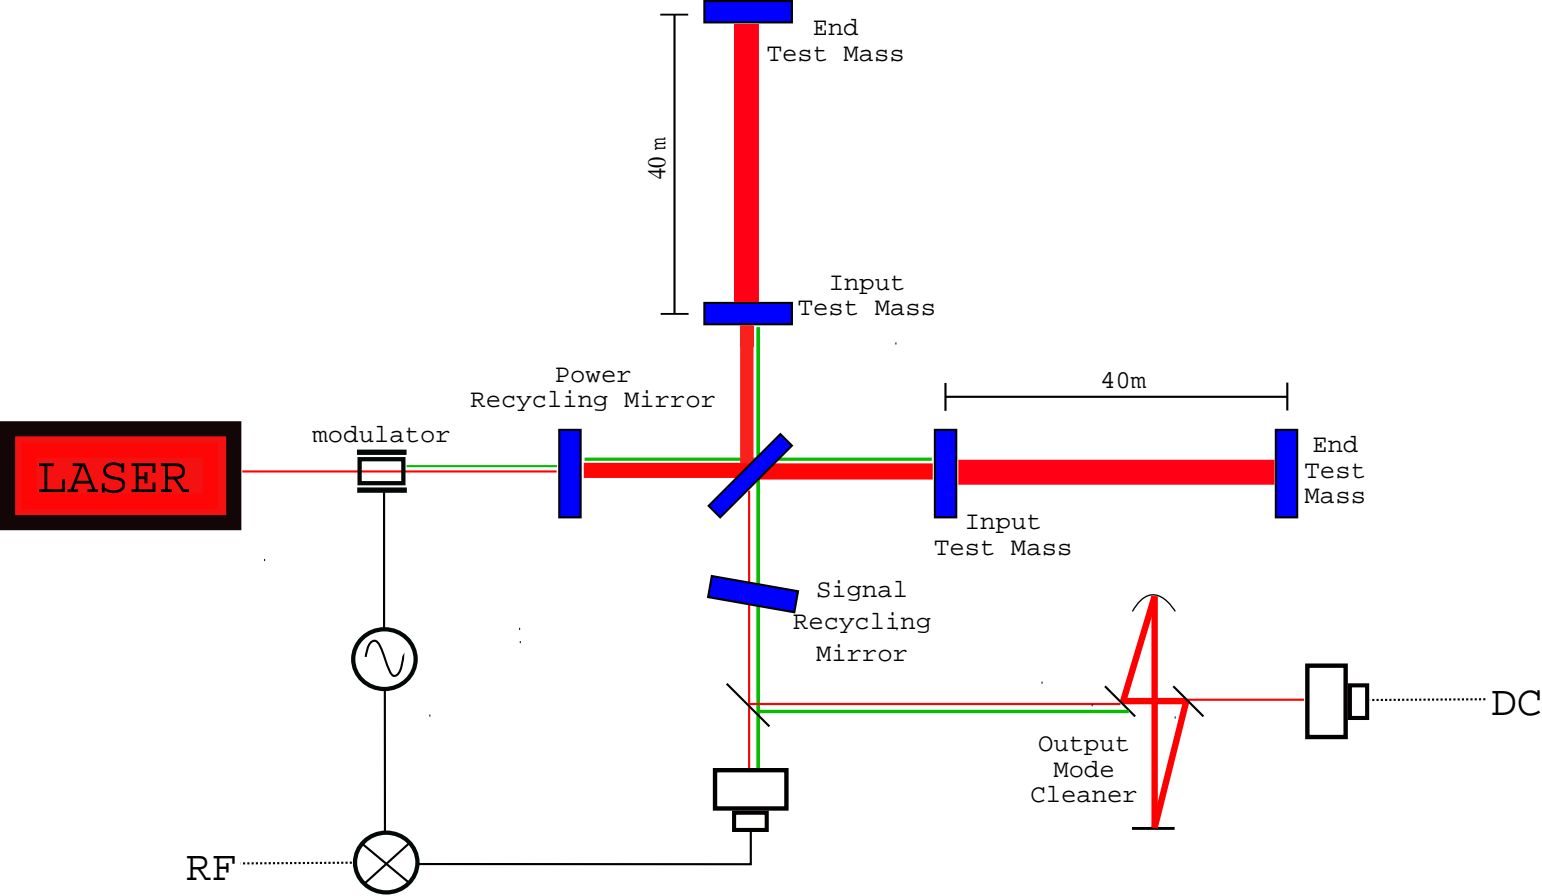 End
Test Mass
40 m
Input
Test Mass
Power
Recycling Mirror
40m
modulator
LASER
End
Test
Mass
Input
Test Mass
Signal
Recycling
Mirror
DC
Output
Mode
Cleaner
RF